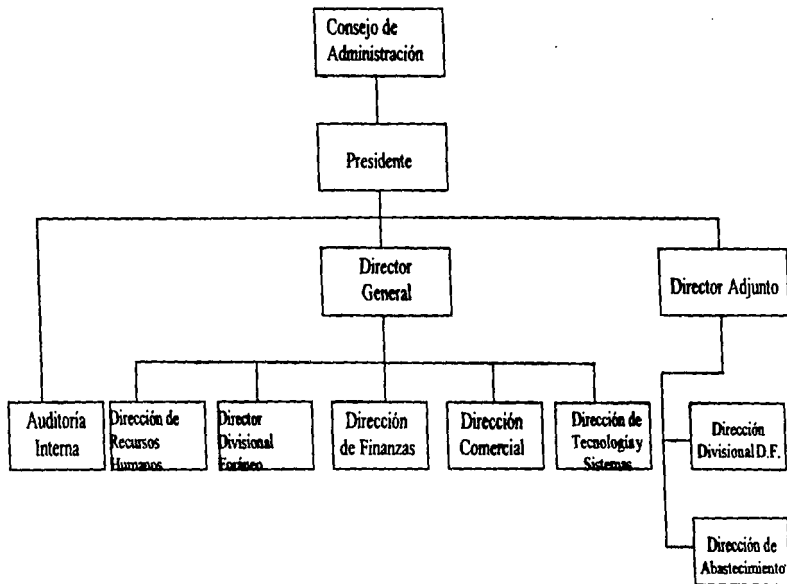 Consejo de
Administración
Presidente
Director
General
Director Adjunto
Auditoría
Interna
Dirección de
Recursos
Humanos
Director
Divisional
Foráneo
Dirección
de Finanzas
Dirección
Comercial
Dirección de
Tecnología y
Sistemas
Dirección
Divisional D.F.
Dirección de
Abastecimiento